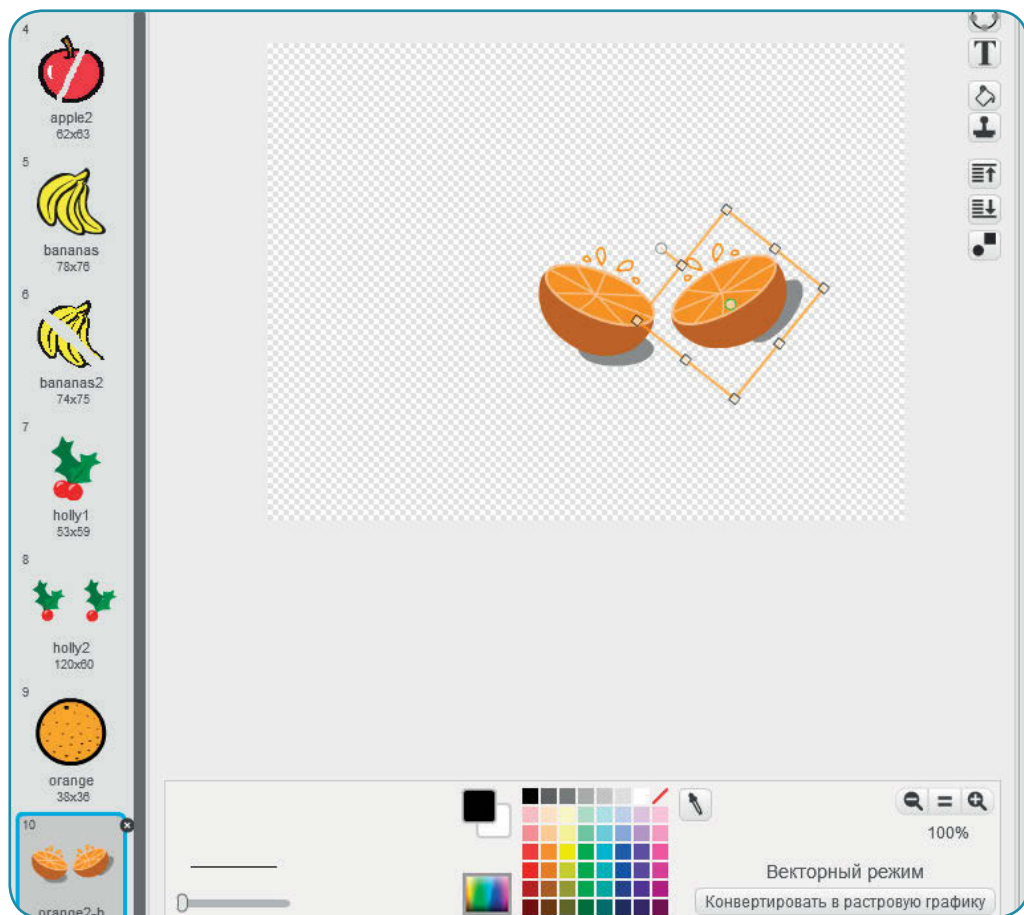 4
apple2
62x63
5
bananas
78x76
6
bananas2
74x75
7
holly1
53x59
8
holly2
120x60
9
orange
38x36
10
orange2-b
T
100%
Векторный режим
Конвертировать в растровую графику